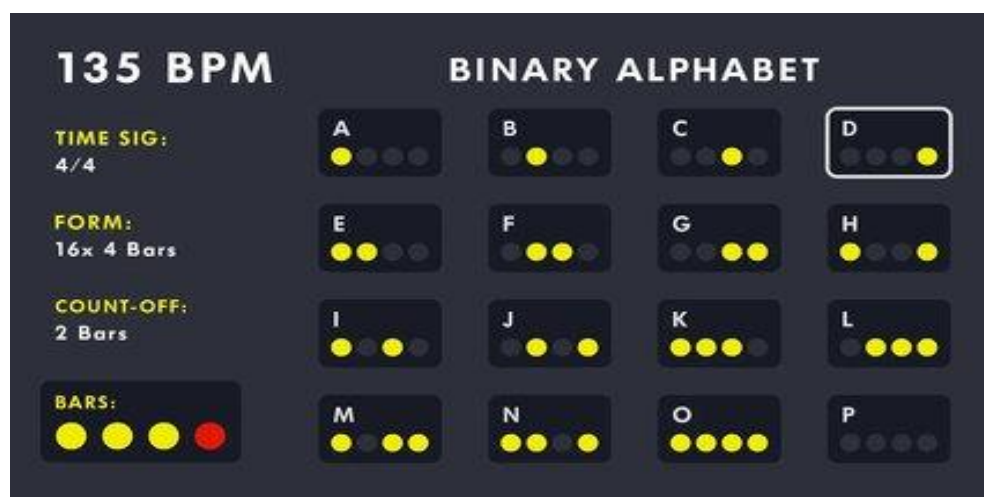 135 BPM
BINARY ALPHABET
TIME SIG:
4/4
FORM:
16x 4 Bars
COUNT-OFF:
2 Bars
BARS:
A
B
C
D
E
F
G
H
I
J
K
L
M
N
O
P